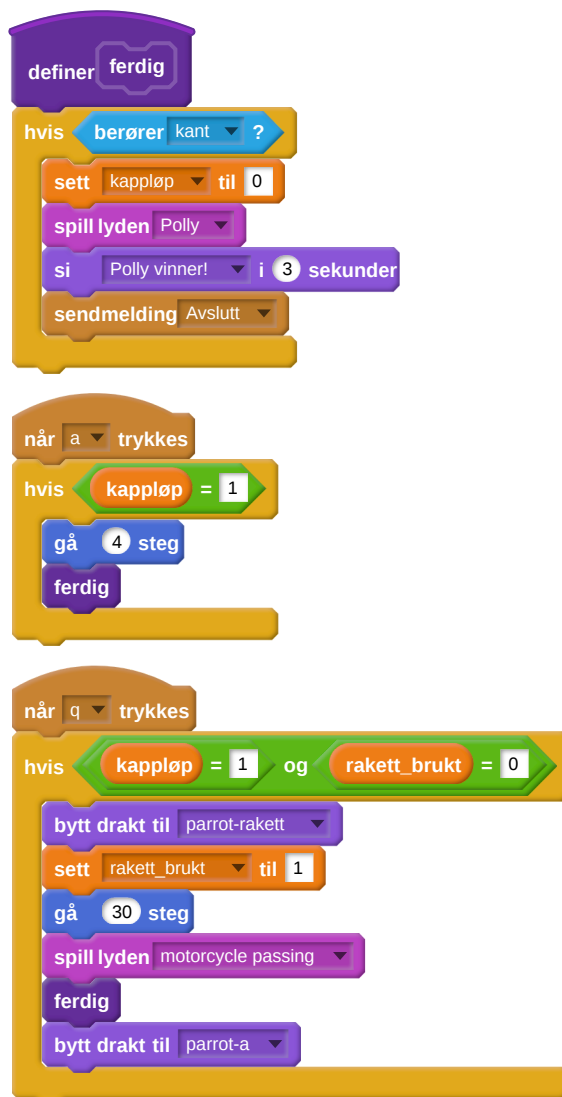 definer ferdig
hvis berører kant ?
sett kappløp til 0
spill lyden Polly
si Polly vinner! i 3 sekunder
sendmelding Avslutt
når a trykkes
hvis kappløp = 1
gå 4 steg
ferdig
når q trykkes
hvis kappløp = 1 og rakett_brukt = 0
bytt drakt til parrot-rakett
sett rakett_brukt til 1
gå 30 steg
spill lyden motorcycle passing
ferdig
bytt drakt til parrot-a